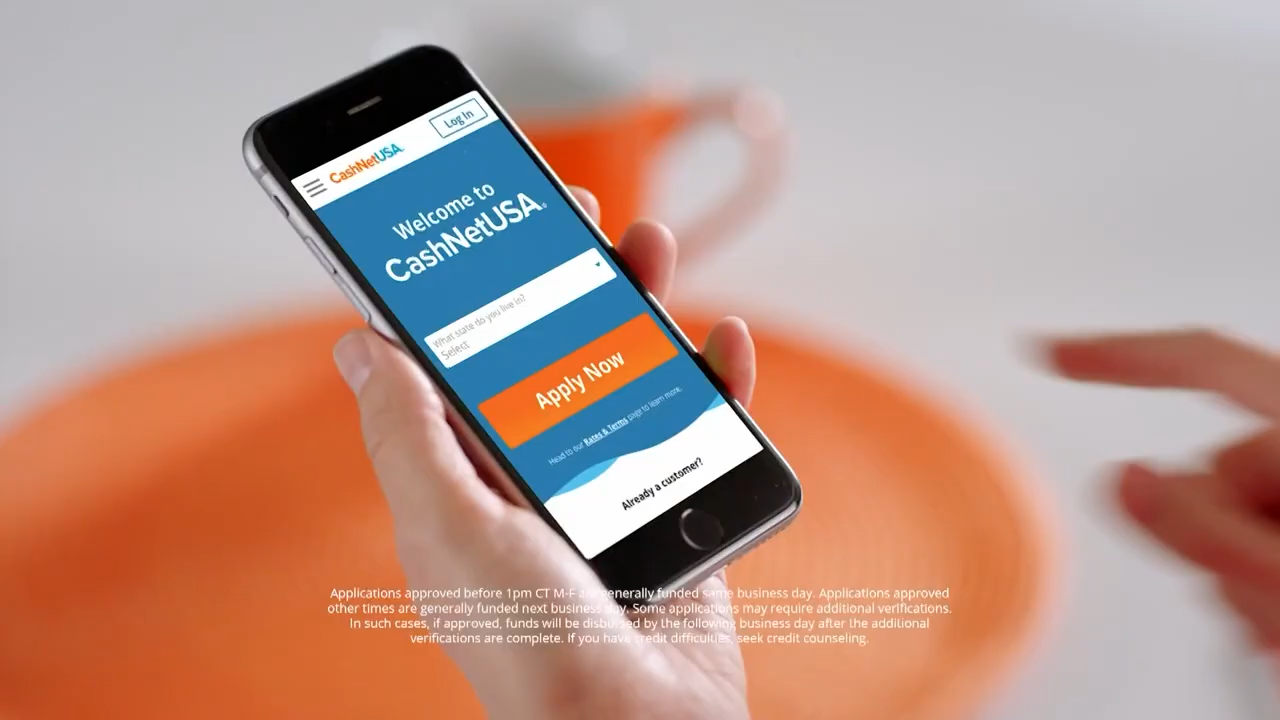 CashNetUSA
Log In
Welcome to
CashNetUSA
What state do you live in?
Select
Apply Now
Head to our Rates & Terms page to learn more.
Already a customer?
Applications approved before 1pm CT M-F are generally funded same business day. Applications approved
other times are generally funded next business day. Some applications may require additional verifications.
In such cases, if approved, funds will be disbursed by the following business day after the additional
verifications are complete. If you have credit difficulties, seek credit counseling.